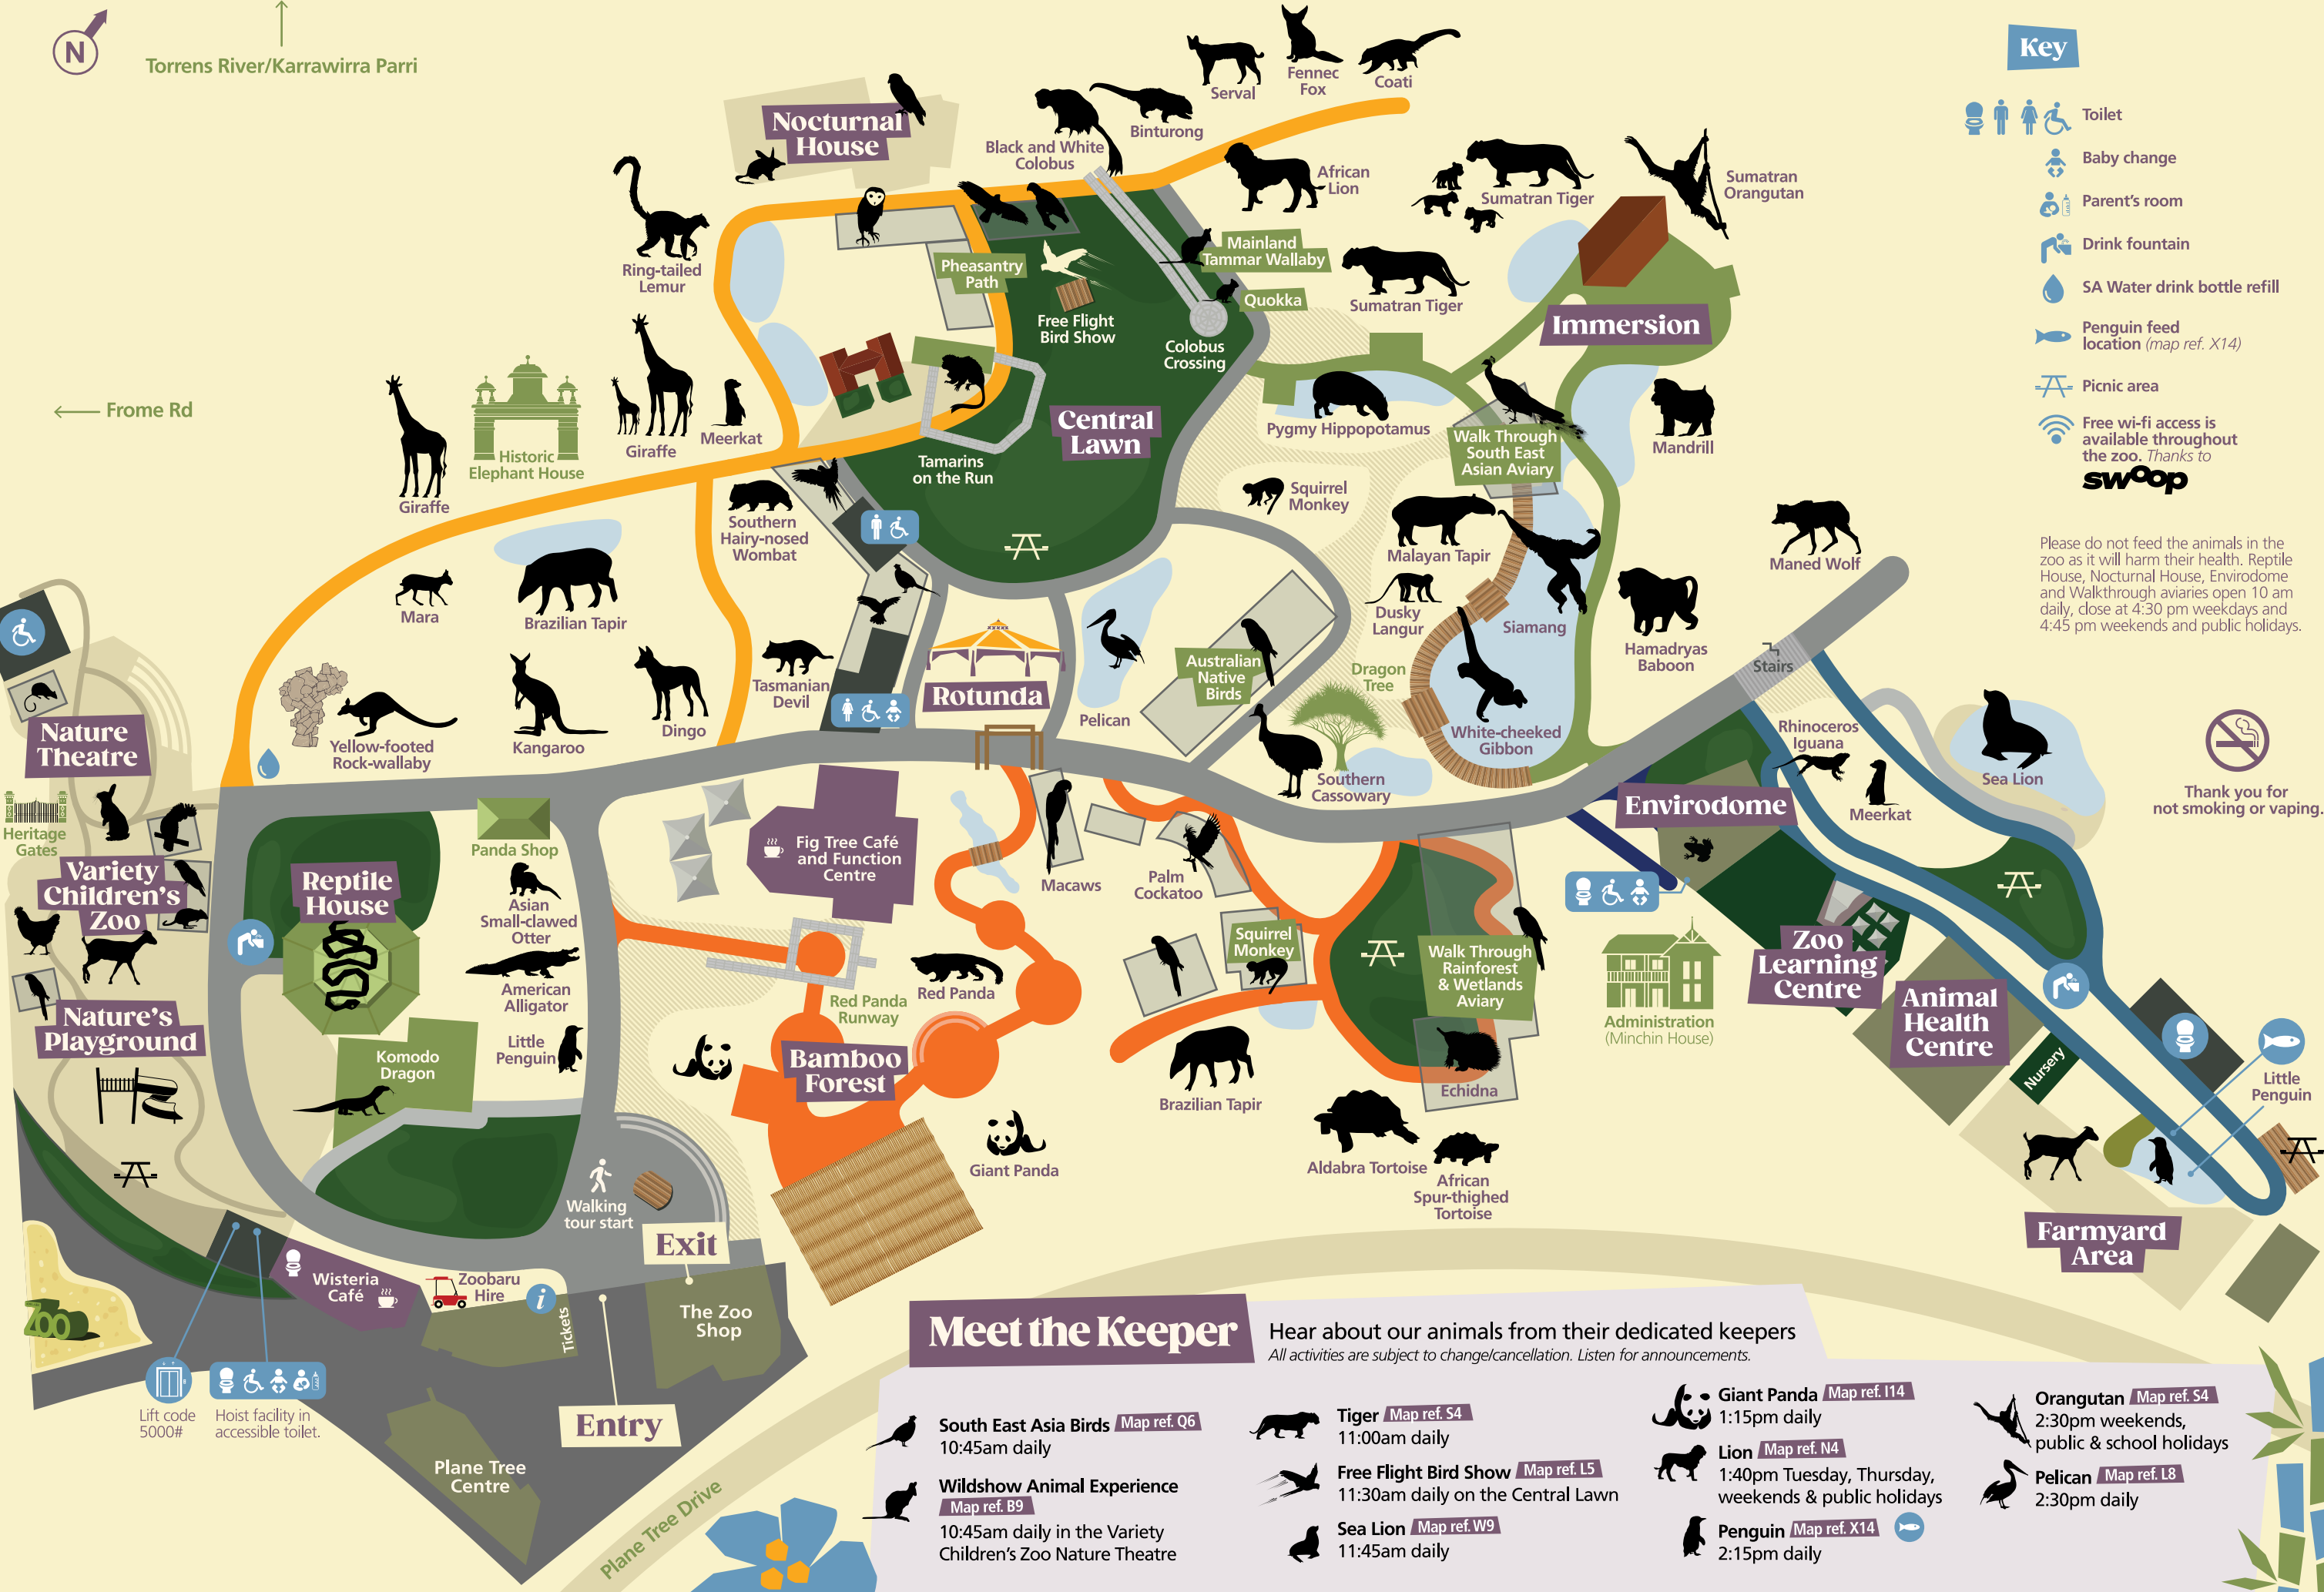 N
Torrens River/Karrawirra Parri
Frome Rd
Nocturnal
House
Black and White
Colobus
Binturong
Serval
Fennec
Fox
Coati
African
Lion
Sumatran Tiger
Sumatran
Orangutan
Ring-tailed
Lemur
Pheasantry
Path
Free Flight
Bird Show
Mainland
Tammar Wallaby
Quokka
Colobus
Crossing
Sumatran Tiger
Immersion
Giraffe
Historic
Elephant House
Giraffe
Meerkat
Tamarins
on the Run
Central
Lawn
Pygmy Hippopotamus
Walk Through
South East
Asian Aviary
Mandrill
Squirrel
Monkey
Malayan Tapir
Dusky
Langur
Siamang
Maned Wolf
Hamadryas
Baboon
Stairs
Southern
Hairy-nosed
Wombat
Mara
Brazilian Tapir
Tasmanian
Devil
Yellow-footed
Rock-wallaby
Kangaroo
Dingo
Rotunda
Pelican
Australian
Native
Birds
Dragon
Tree
White-cheeked
Gibbon
Southern
Cassowary
Rhinoceros
Iguana
Meerkat
Sea Lion
Nature
Theatre
Heritage
Gates
Variety
Children's
Zoo
Nature's
Playground
Reptile
House
Panda Shop
Asian
Small-clawed
Otter
American
Alligator
Little
Penguin
Komodo
Dragon
Fig Tree Café
and Function
Centre
Macaws
Palm
Cockatoo
Red Panda
Red Panda
Runway
Bamboo
Forest
Giant Panda
Squirrel
Monkey
Brazilian Tapir
Walk Through
Rainforest
& Wetlands
Aviary
Echidna
Aldabra Tortoise
African
Spur-thighed
Tortoise
Envirodome
Administration
(Minchin House)
Zoo
Learning
Centre
Animal
Health
Centre
Nursery
Little
Penguin
Farmyard
Area
Walking
tour start
Exit
Wisteria
Café
Zoobaru
Hire
i
Tickets
The Zoo
Shop
ZOO
Lift code
5000#
Hoist facility in
accessible toilet.
Entry
Plane Tree
Centre
Plane Tree Drive
Key
Toilet
Baby change
Parent's room
Drink fountain
SA Water drink bottle refill
Penguin feed
location (map ref. X14)
Picnic area
Free wi-fi access is
available throughout
the zoo. Thanks to
swoop
Please do not feed the animals in the
zoo as it will harm their health. Reptile
House, Nocturnal House, Envirodome
and Walkthrough aviaries open 10 am
daily, close at 4:30 pm weekdays and
4:45 pm weekends and public holidays.
Thank you for
not smoking or vaping.
Meet the Keeper
Hear about our animals from their dedicated keepers
All activities are subject to change/cancellation. Listen for announcements.
South East Asia Birds Map ref. Q6
10:45am daily
Wildshow Animal Experience
Map ref. B9
10:45am daily in the Variety
Children's Zoo Nature Theatre
Tiger Map ref. S4
11:00am daily
Free Flight Bird Show Map ref. L5
11:30am daily on the Central Lawn
Sea Lion Map ref. W9
11:45am daily
Giant Panda Map ref. I14
1:15pm daily
Lion Map ref. N4
1:40pm Tuesday, Thursday,
weekends & public holidays
Penguin Map ref. X14
2:15pm daily
Orangutan Map ref. S4
2:30pm weekends,
public & school holidays
Pelican Map ref. L8
2:30pm daily